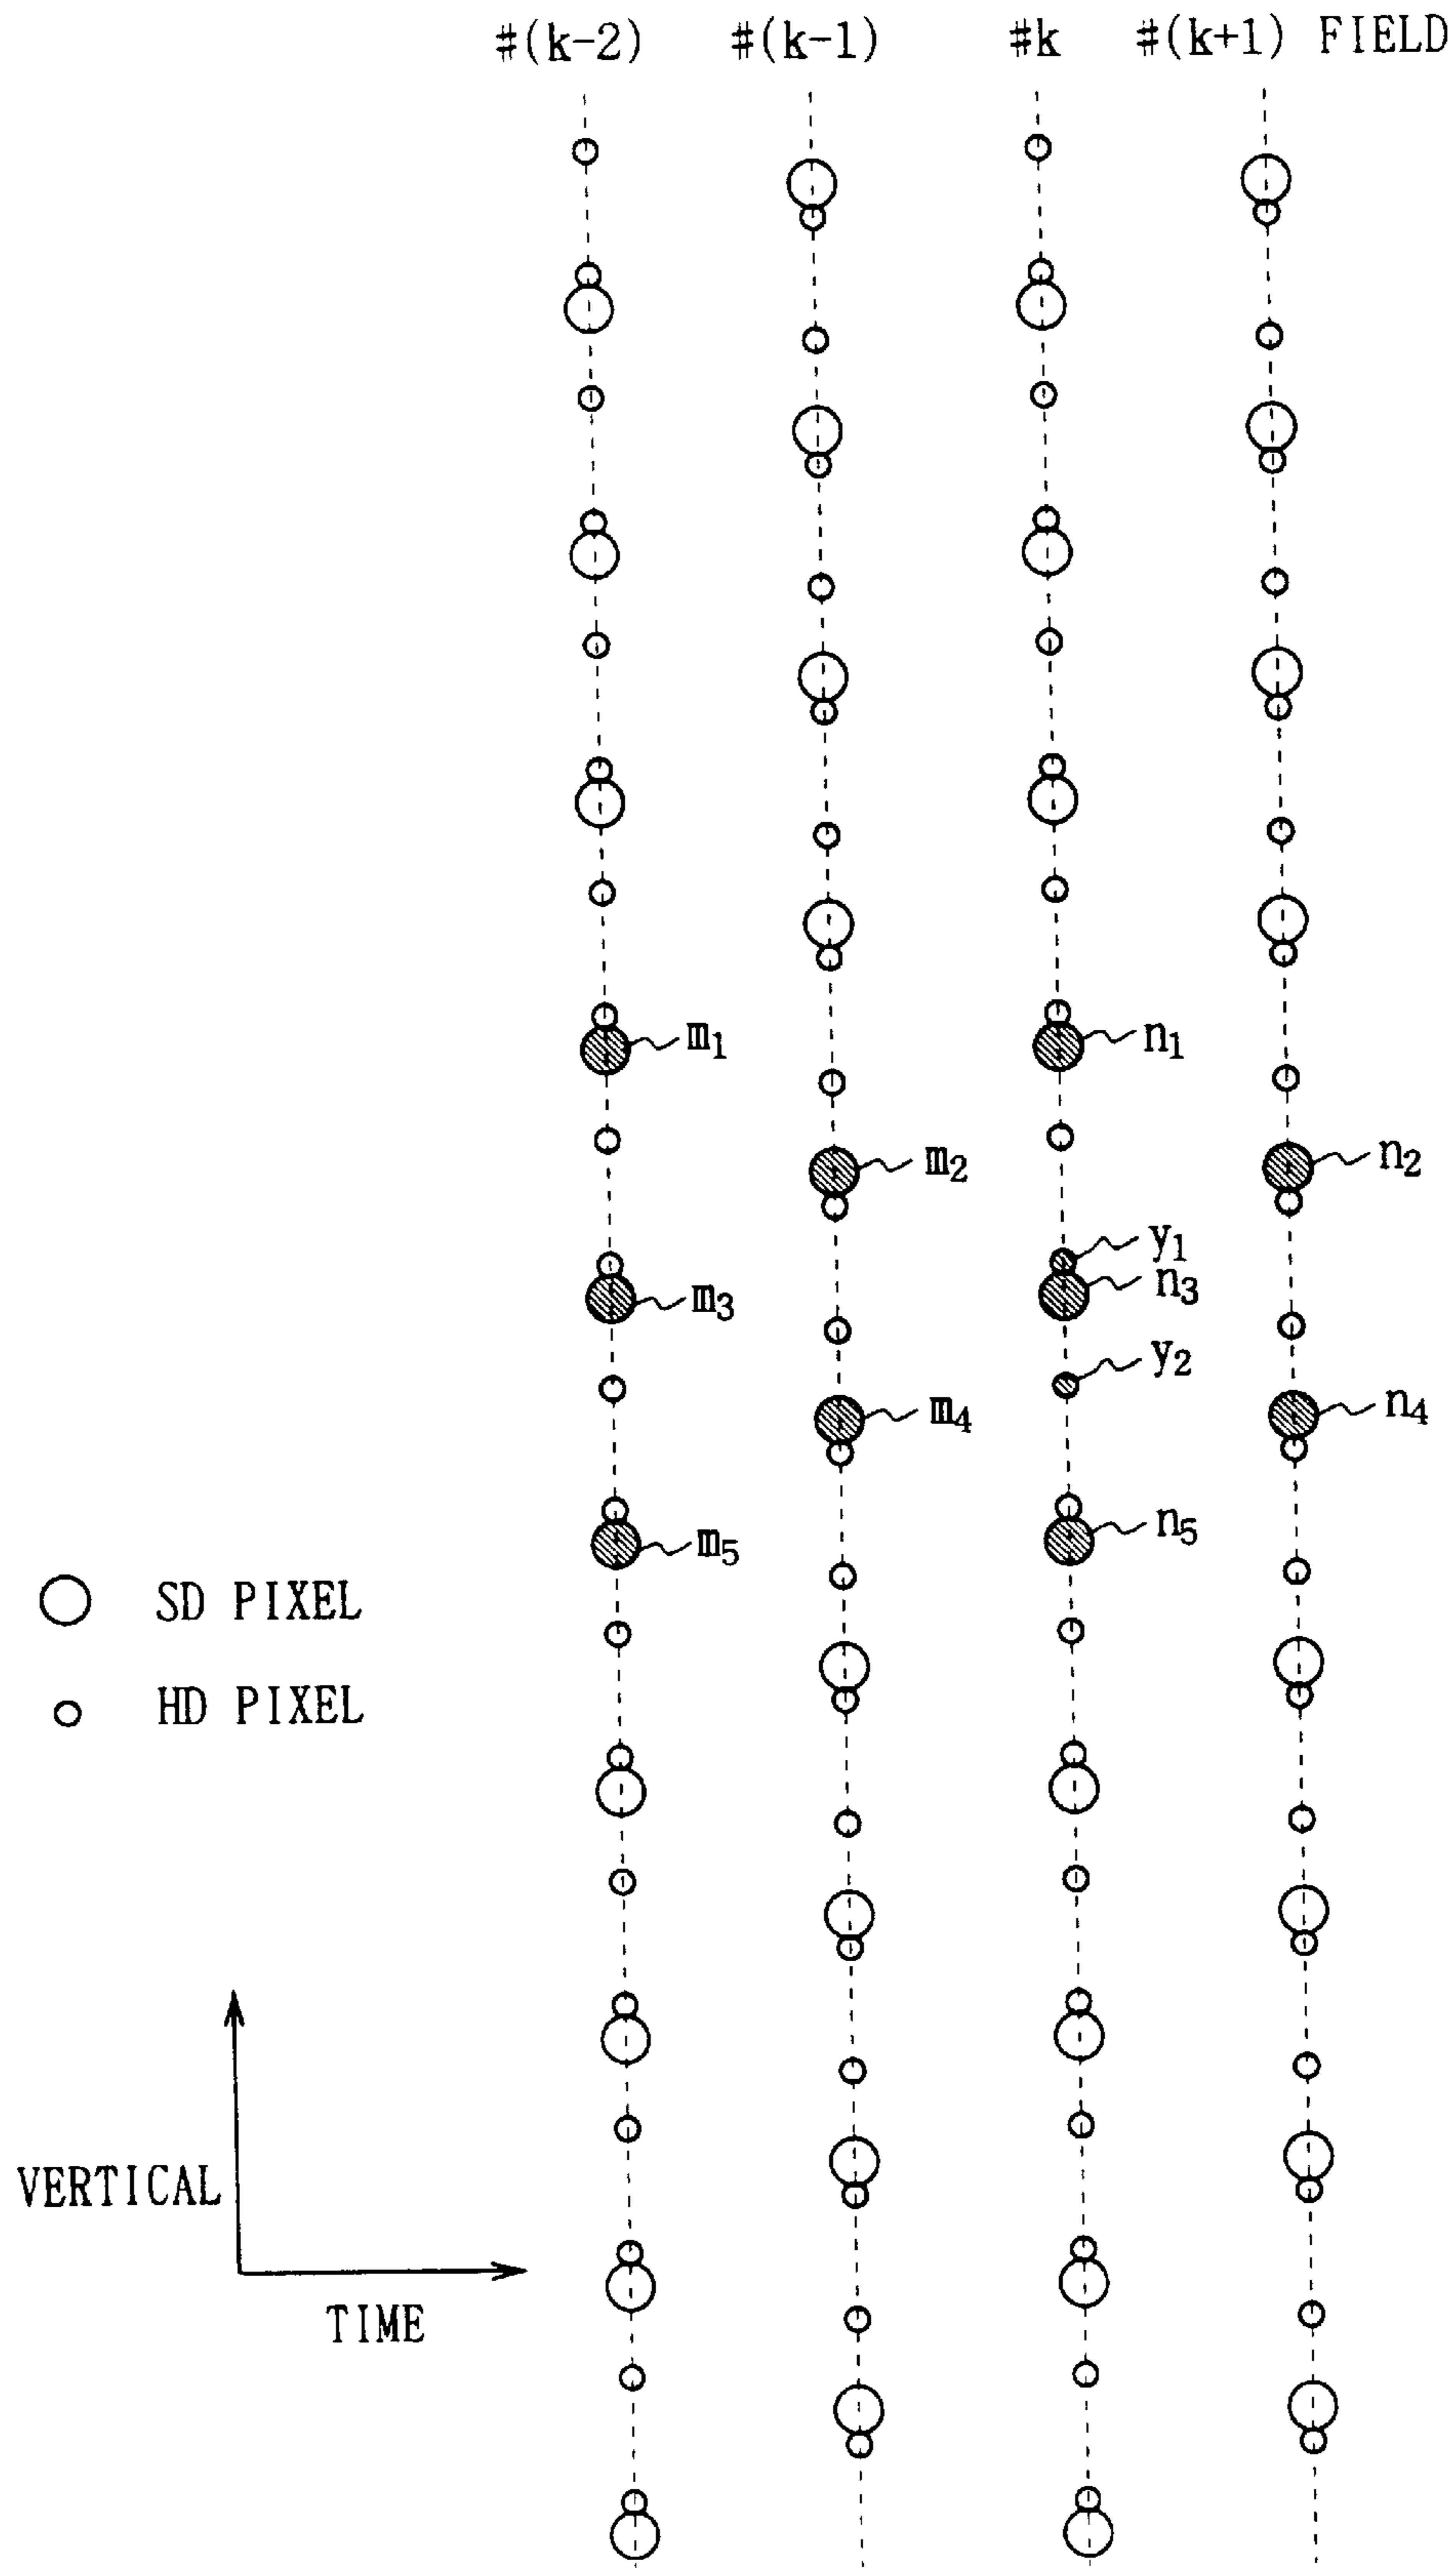 #(k-2) #(k-1) #k #(k+1) FIELD
m₁ n₁
m₂ n₂
y₁
m₃ n₃
y₂
m₄ n₄
m₅ n₅
SD PIXEL
HD PIXEL
VERTICAL
TIME